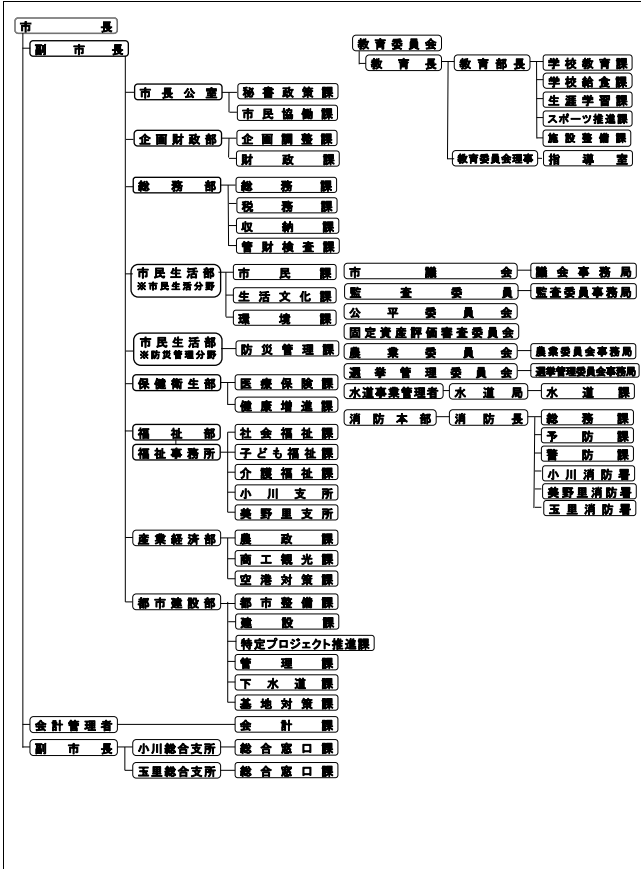 市長
副市長
市長公室
秘書政策課
市民協働課
企画財政部
企画調整課
財政課
総務部
総務課
税務課
収納課
管財検査課
市民生活部
※市民生活分野
市民課
生活文化課
環境課
市民生活部
※防災管理分野
防災管理課
保健衛生部
医療保険課
健康増進課
福祉部
福祉事務所
社会福祉課
子ども福祉課
介護福祉課
小川支所
美野里支所
産業経済部
農政課
商工観光課
空港対策課
都市建設部
都市整備課
建設課
特定プロジェクト推進課
管理課
下水道課
基地対策課
会計管理者
会計課
副市長
小川総合支所
総合窓口課
玉里総合支所
総合窓口課
教育委員会
教育長
教育部長
学校教育課
学校給食課
生涯学習課
スポーツ推進課
施設整備課
教育委員会理事
指導室
市議会
議会事務局
監査委員
監査委員事務局
公平委員会
固定資産評価審査委員会
農業委員会
農業委員会事務局
選挙管理委員会
選挙管理委員会事務局
水道事業管理者
水道局
水道課
消防本部
消防長
総務課
予防課
警防課
小川消防署
美野里消防署
玉里消防署